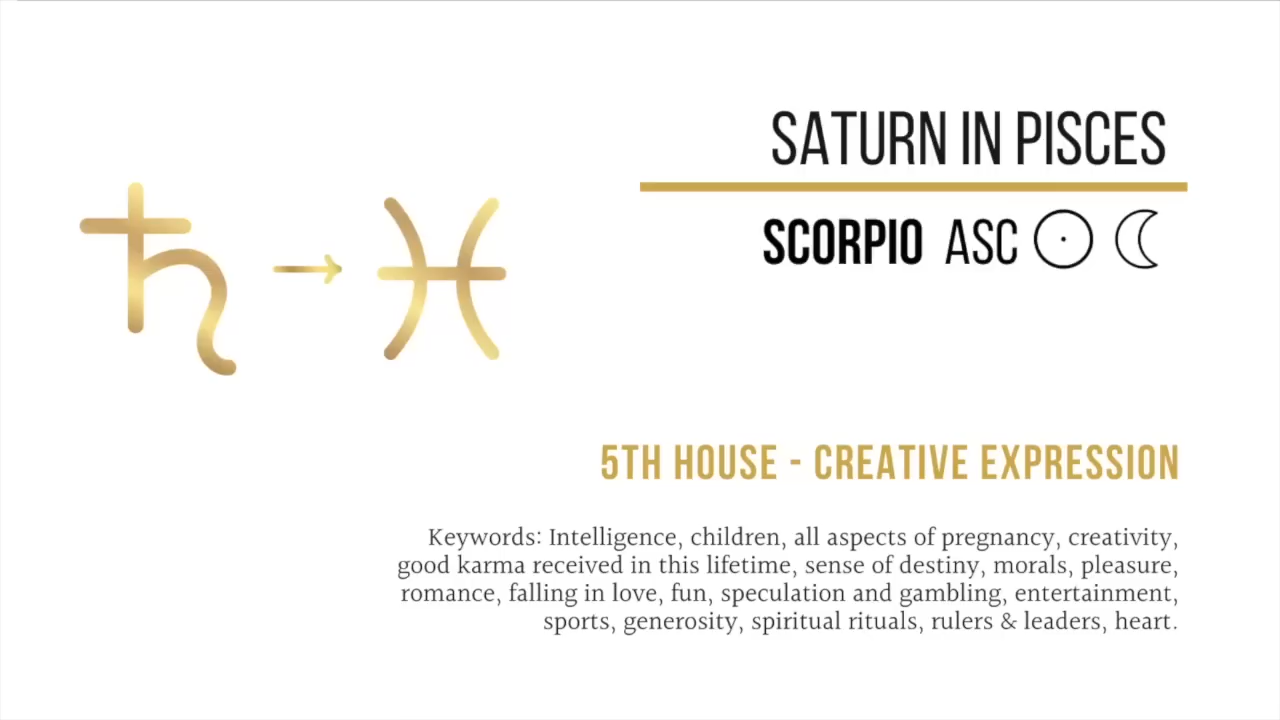 SATURN IN PISCES
SCORPIO ASC
5TH HOUSE - CREATIVE EXPRESSION
Keywords: Intelligence, children, all aspects of pregnancy, creativity,
good karma received in this lifetime, sense of destiny, morals, pleasure,
romance, falling in love, fun, speculation and gambling, entertainment,
sports, generosity, spiritual rituals, rulers & leaders, heart.